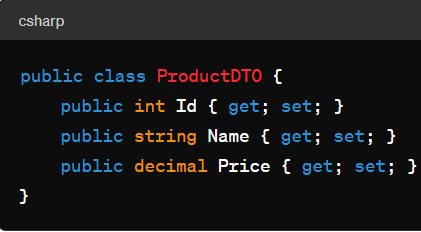 csharp
public class ProductDTO {
    public int Id { get; set; }
    public string Name { get; set; }
    public decimal Price { get; set; }
}